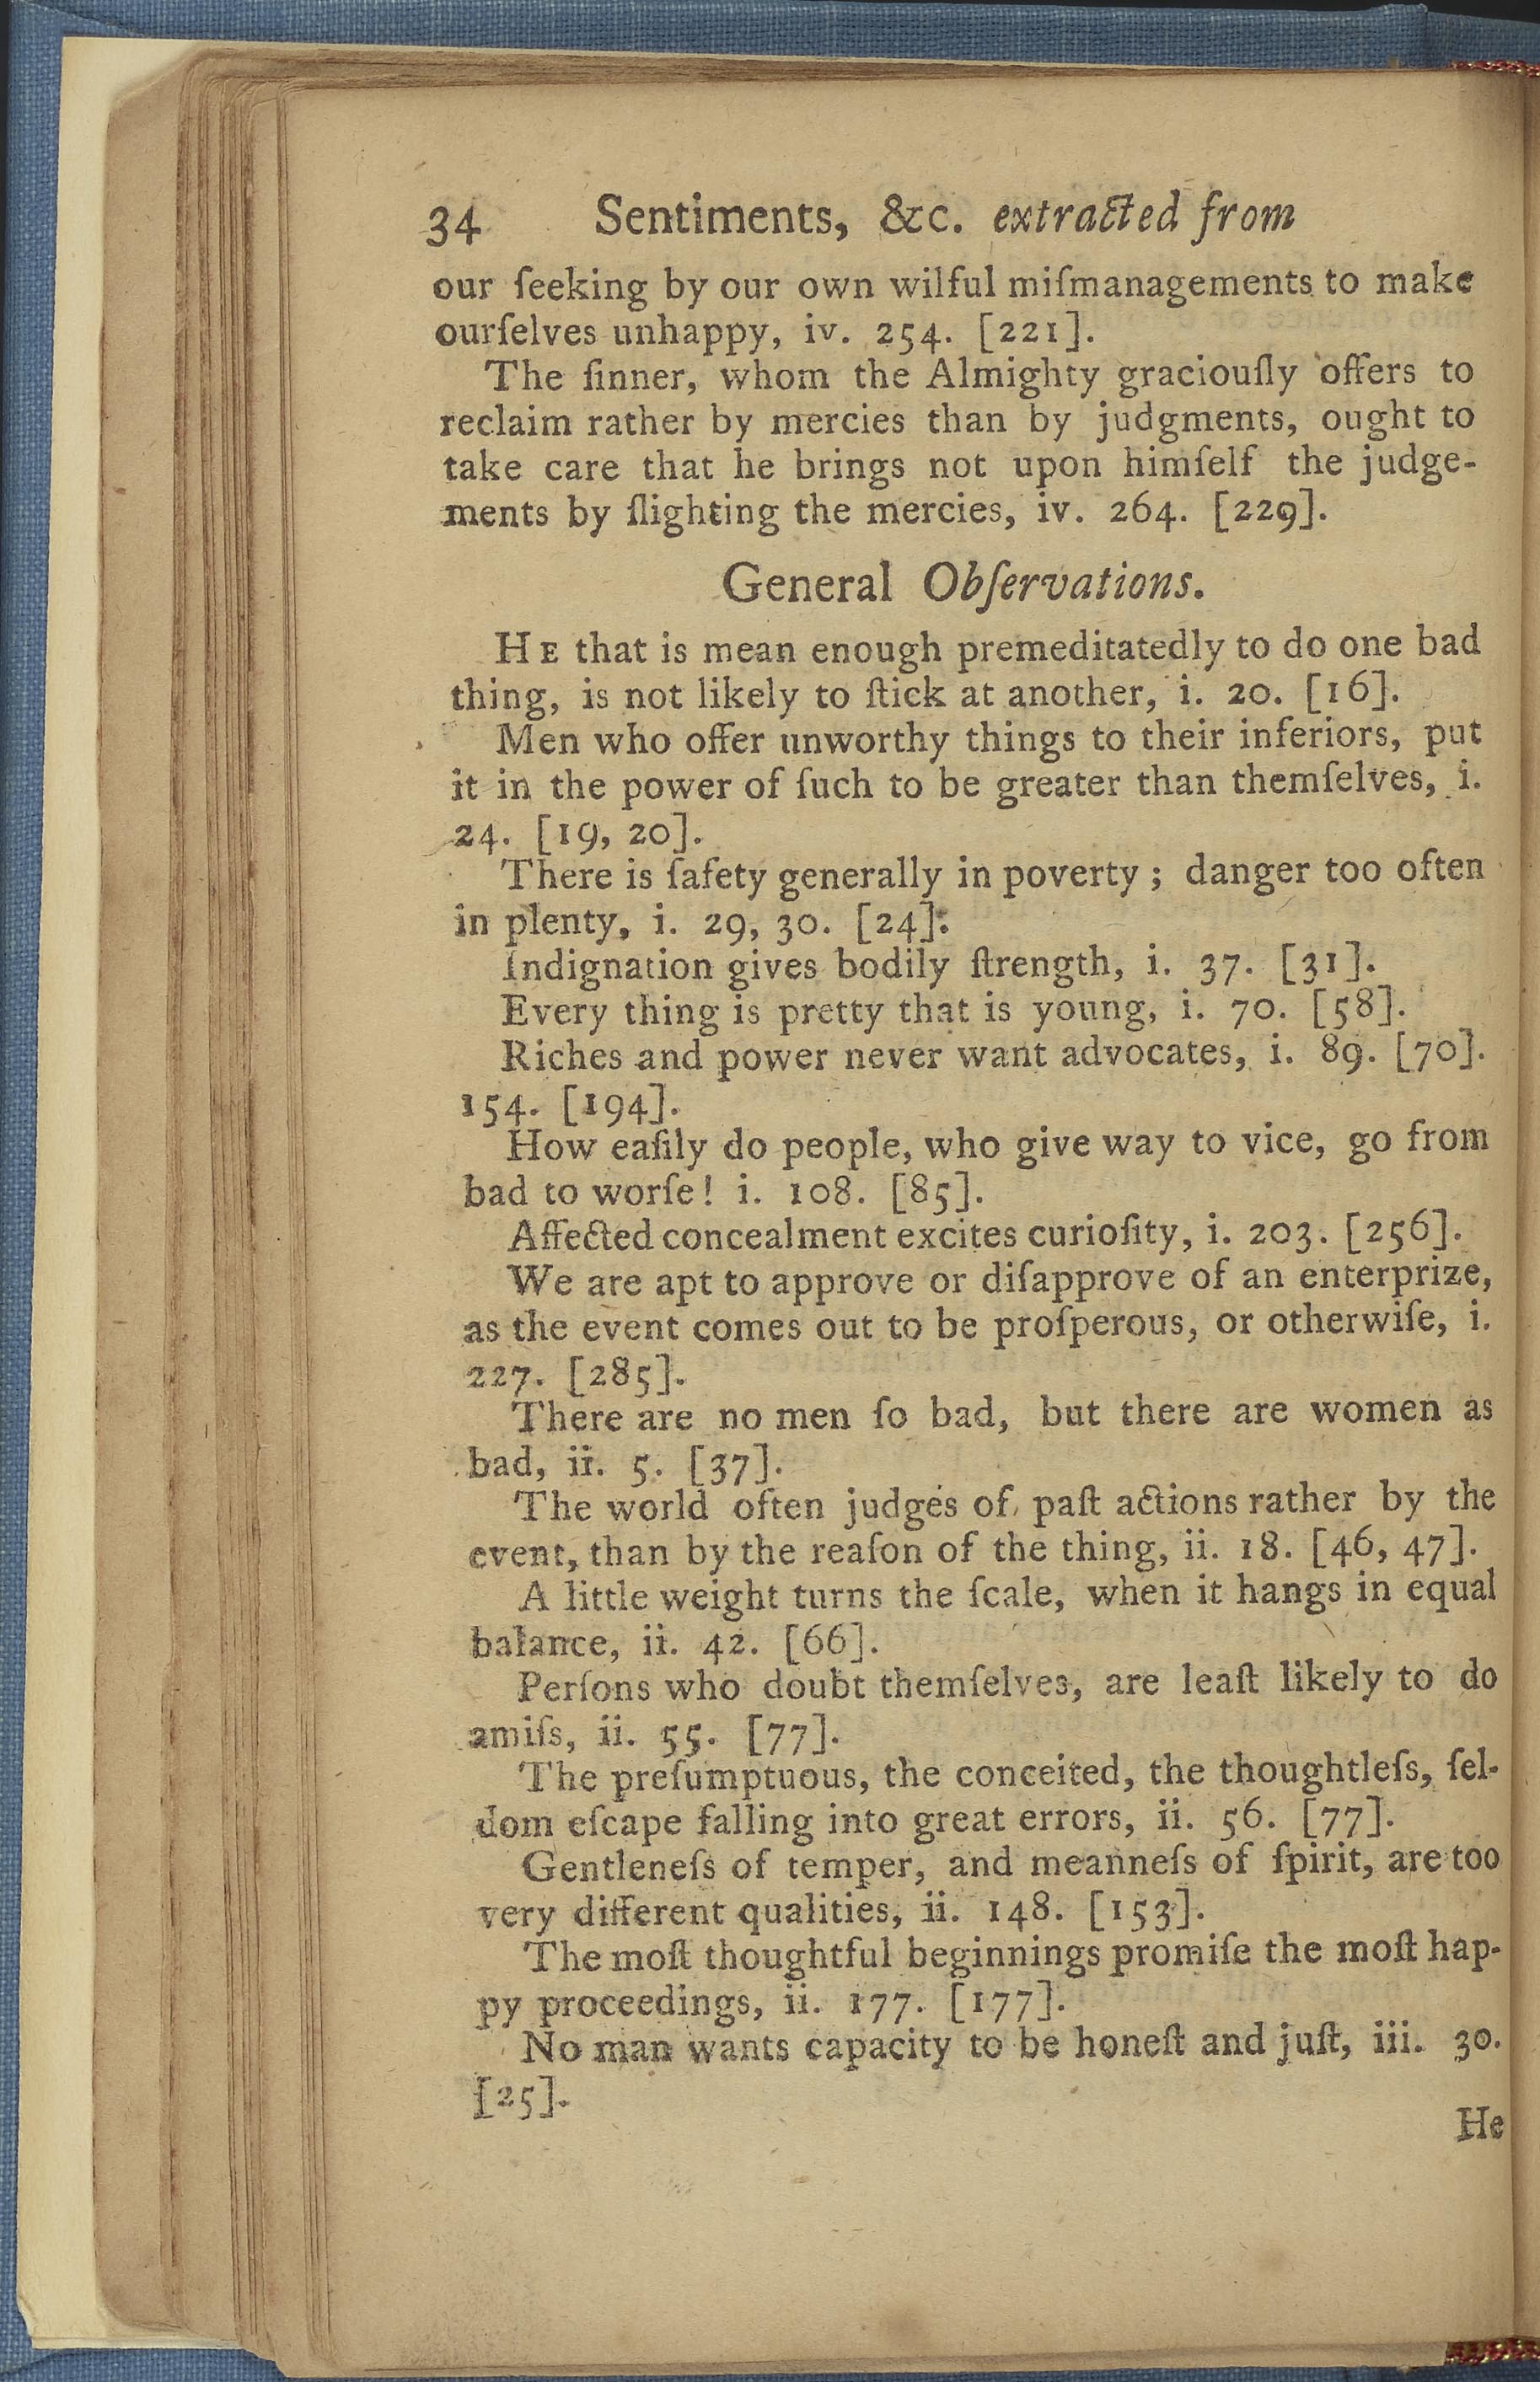 34 Sentiments, &c. extracted from
our ſeeking by our own wilful miſmanagements to make
ourſelves unhappy, iv. 254. [221].
The ſinner, whom the Almighty graciouſly offers to
reclaim rather by mercies than by judgments, ought to
take care that he brings not upon himſelf the judge-
ments by ſlighting the mercies, iv. 264. [229].
General Obſervations.
HE that is mean enough premeditatedly to do one bad
thing, is not likely to ſtick at another, i. 20. [16].
Men who offer unworthy things to their inferiors, put
it in the power of ſuch to be greater than themſelves, i.
24. [19, 20].
There is ſafety generally in poverty; danger too often
in plenty, i. 29, 30. [24].
Indignation gives bodily ſtrength, i. 37. [31].
Every thing is pretty that is young, i. 70. [58].
Riches and power never want advocates, i. 89. [70].
154. [194].
How eaſily do people, who give way to vice, go from
bad to worſe! i. 108. [85].
Affected concealment excites curioſity, i. 203. [256].
We are apt to approve or diſapprove of an enterprize,
as the event comes out to be proſperous, or otherwiſe, i.
227. [285].
There are no men ſo bad, but there are women as
bad, ii. 5. [37].
The world often judges of paſt actions rather by the
event, than by the reaſon of the thing, ii. 18. [46, 47].
A little weight turns the ſcale, when it hangs in equal
balance, ii. 42. [66].
Perſons who doubt themſelves, are leaſt likely to do
amiſs, ii. 55. [77].
The preſumptuous, the conceited, the thoughtleſs, ſel-
dom eſcape falling into great errors, ii. 56. [77].
Gentleneſs of temper, and meanneſs of ſpirit, are too
very different qualities, ii. 148. [153].
The moſt thoughtful beginnings promiſe the moſt hap-
py proceedings, ii. 177. [177].
No man wants capacity to be honeſt and juſt, iii. 30.
[25].
He